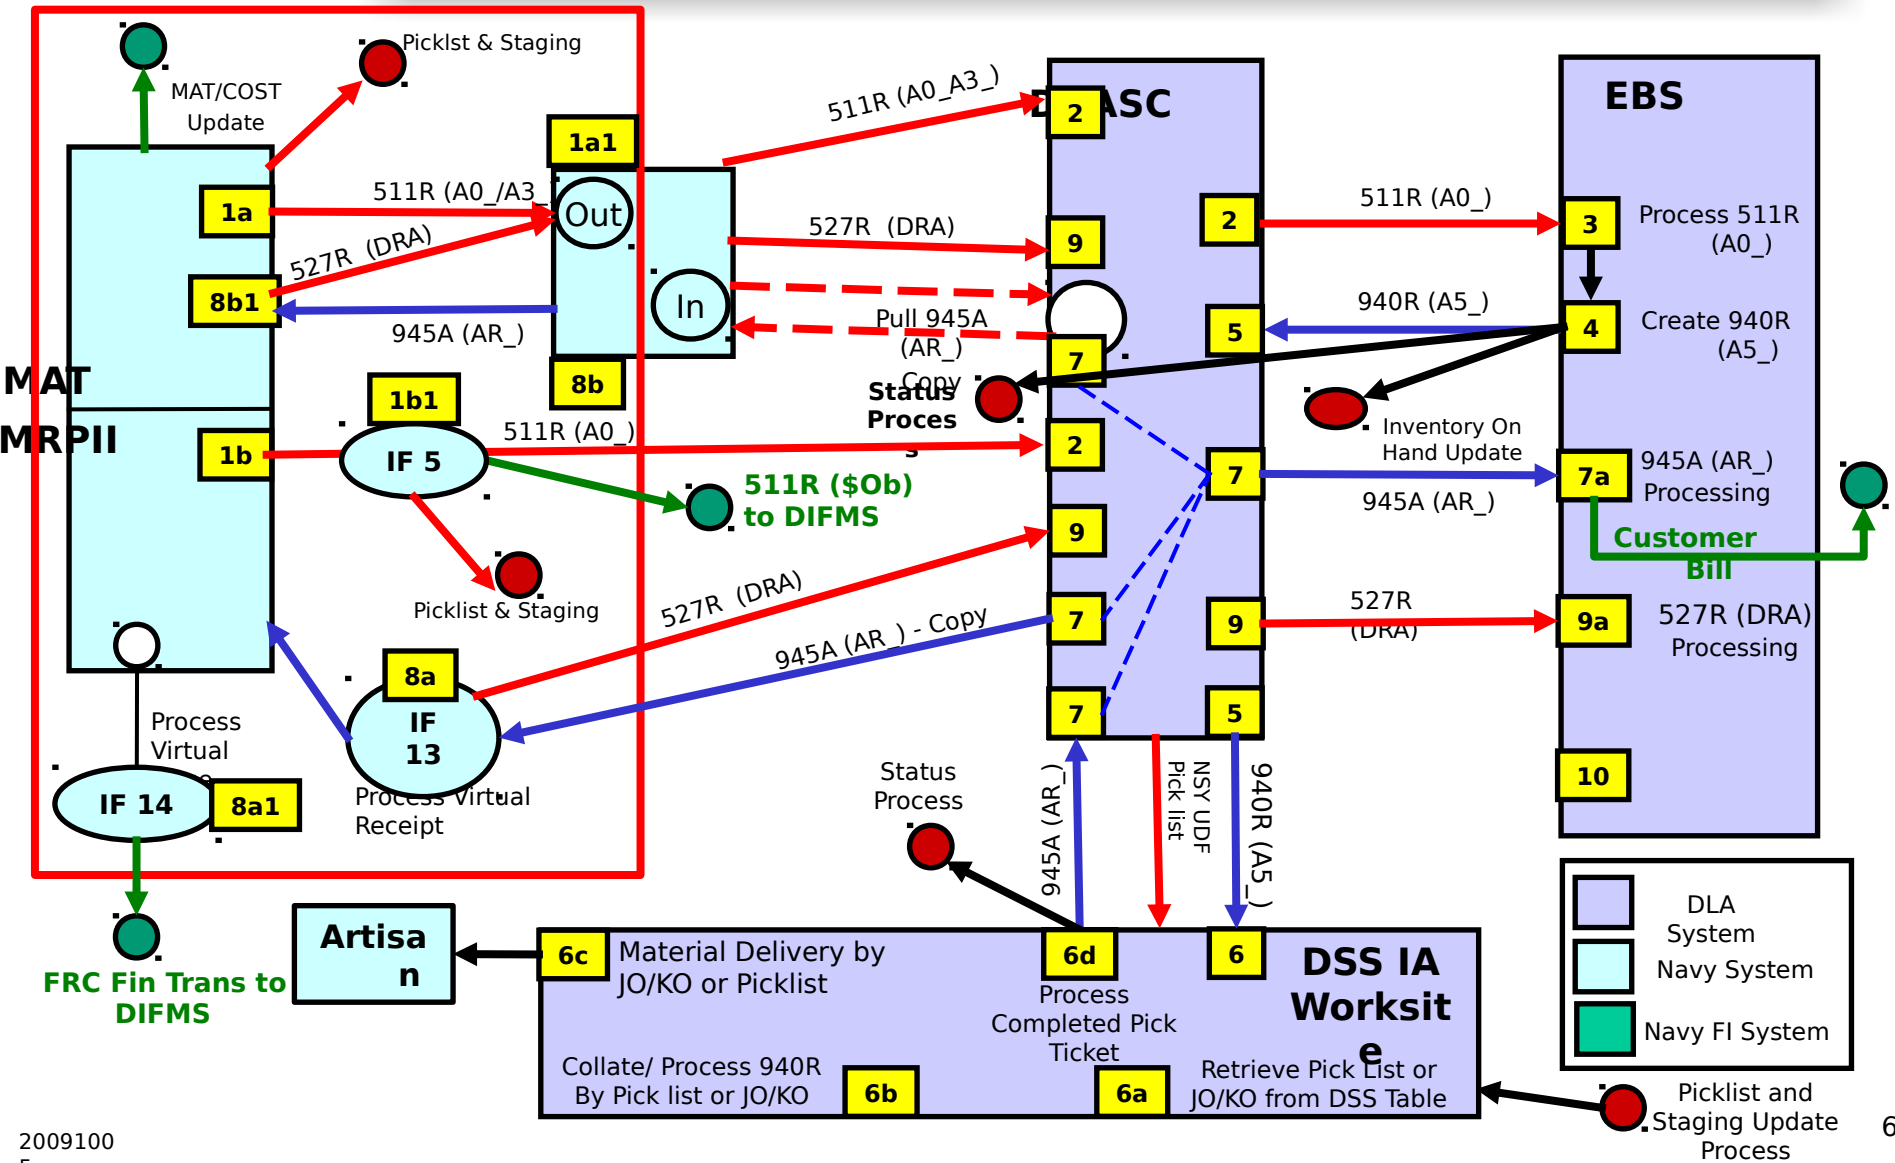 Picklst & Staging
MAT/COST
Update
1a1
511R (A0_A3_)
2
ASC
EBS
1a
511R (A0_/A3_)
Out
527R (DRA)
9
2
511R (A0_)
3
Process 511R
(A0_)
527R (DRA)
8b1
In
945A (AR_)
Pull 945A
(AR_)
Copy
7
5
940R (A5_)
4
Create 940R
(A5_)
8b
MAT
MRPII
1b1
Status
Proces
s
Inventory On
Hand Update
1b
IF 5
511R (A0_)
2
7
945A (AR_)
7a
945A (AR_)
Processing
511R ($Ob)
to DIFMS
9
Customer
Bill
Picklist & Staging
527R (DRA)
945A (AR_) - Copy
7
9
527R
(DRA)
9a
527R (DRA)
Processing
8a
IF
13
7
5
Process
Virtual
IF 14
8a1
Process Virtual
Receipt
Status
Process
945A (AR_)
NSY UDF
Pick list
940R (A5_)
10
DLA
System
Navy System
Navy FI System
Artisa
n
6c
Material Delivery by
JO/KO or Picklist
6d
6
DSS IA
Worksit
e
Process
Completed Pick
Ticket
FRC Fin Trans to
DIFMS
Collate/ Process 940R
By Pick list or JO/KO
6b
6a
Retrieve Pick List or
JO/KO from DSS Table
Picklist and
Staging Update
Process
2009100
6